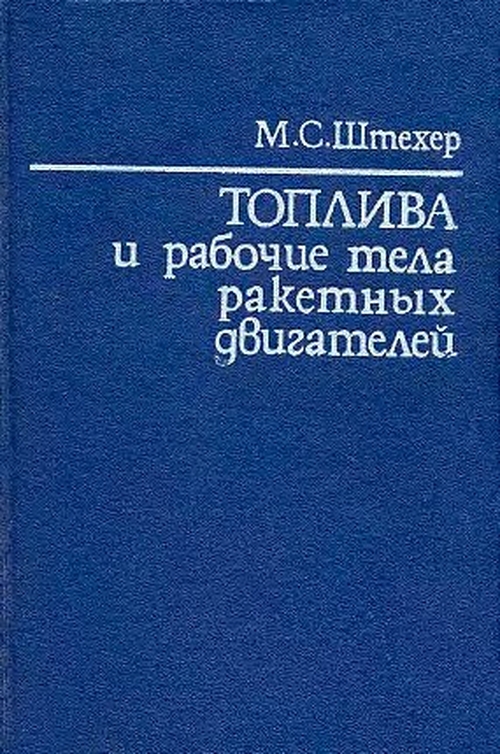 М.С.Штехер
ТОПЛИВА
и рабочие тела
ракетных
двигателей